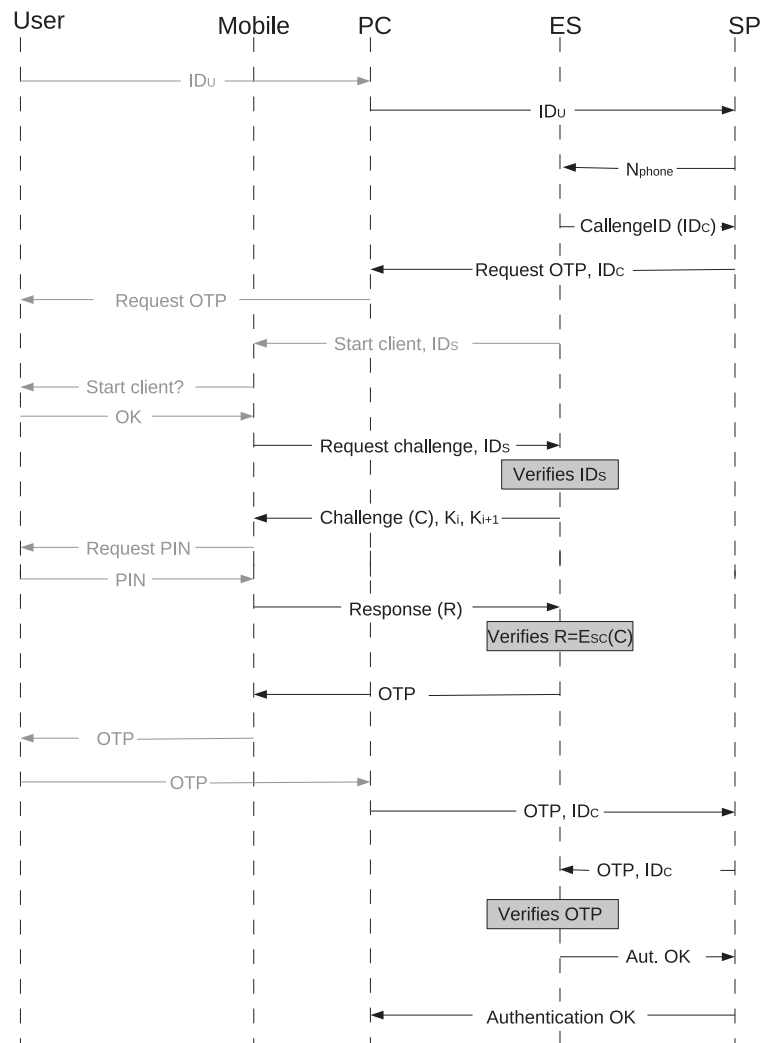 User Mobile PC ES SP
IDU
IDU
Nphone
CallengeID (IDC)
Request OTP, IDC
Request OTP
Start client, IDS
Start client?
OK
Request challenge, IDS
Verifies IDS
Challenge (C), Ki, Ki+1
Request PIN
PIN
Response (R)
Verifies R=ESC(C)
OTP
OTP
OTP
OTP, IDC
OTP, IDC
Verifies OTP
Aut. OK
Authentication OK